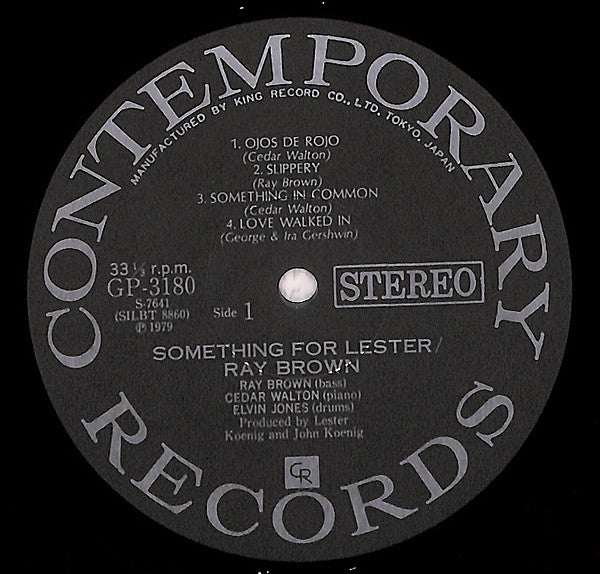 CONTEMPORARY
MANUFACTURED BY KING RECORD CO., LTD. TOKYO, JAPAN
1. OJOS DE ROJO
(Cedar Walton)
2. SLIPPERY
(Ray Brown)
3. SOMETHING IN COMMON
(Cedar Walton)
4. LOVE WALKED IN
(George & Ira Gershwin)
33 ⅓ r.p.m.
GP-3180
S-7641
(SILBT 8860)
Ⓟ 1979
Side 1
STEREO
SOMETHING FOR LESTER/
RAY BROWN
RAY BROWN (bass)
CEDAR WALTON (piano)
ELVIN JONES (drums)
Produced by Lester
Koenig and John Koenig
CR
RECORDS